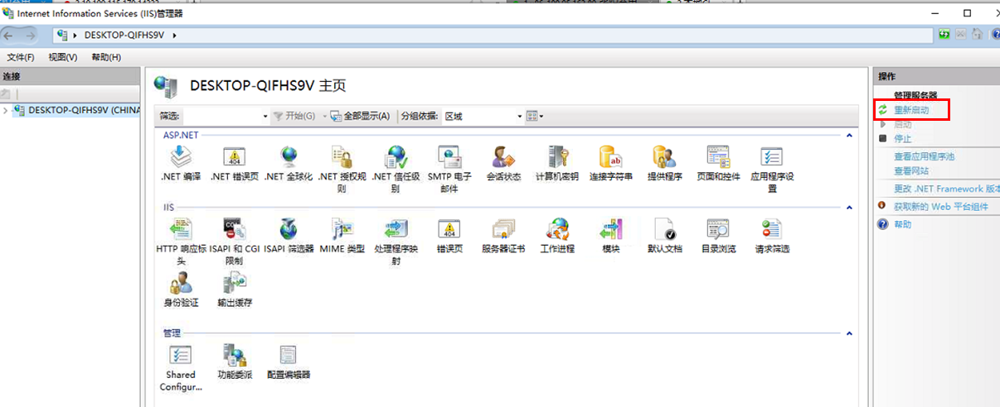 Internet Information Services (IIS)管理器
DESKTOP-QIFHS9V
文件(F) 视图(V) 帮助(H)
连接
DESKTOP-QIFHS9V (CHINA
DESKTOP-QIFHS9V 主页
筛选: 开始(G) 全部显示(A) 分组依据: 区域
ASP.NET
.NET 编译 .NET 错误页 .NET 全球化 .NET 授权规则 .NET 信任级别 SMTP 电子邮件 会话状态 计算机密钥 连接字符串 提供程序 页面和控件 应用程序设置
IIS
HTTP 响应标头 ISAPI 和 CGI 限制 ISAPI 筛选器 MIME 类型 处理程序映射 错误页 服务器证书 工作进程 模块 默认文档 目录浏览 请求筛选
身份验证 输出缓存
管理
Shared Configur... 功能委派 配置编辑器
操作
管理服务器
重新启动
启动
停止
查看应用程序池
查看网站
更改 .NET Framework 版本
获取新的 Web 平台组件
帮助